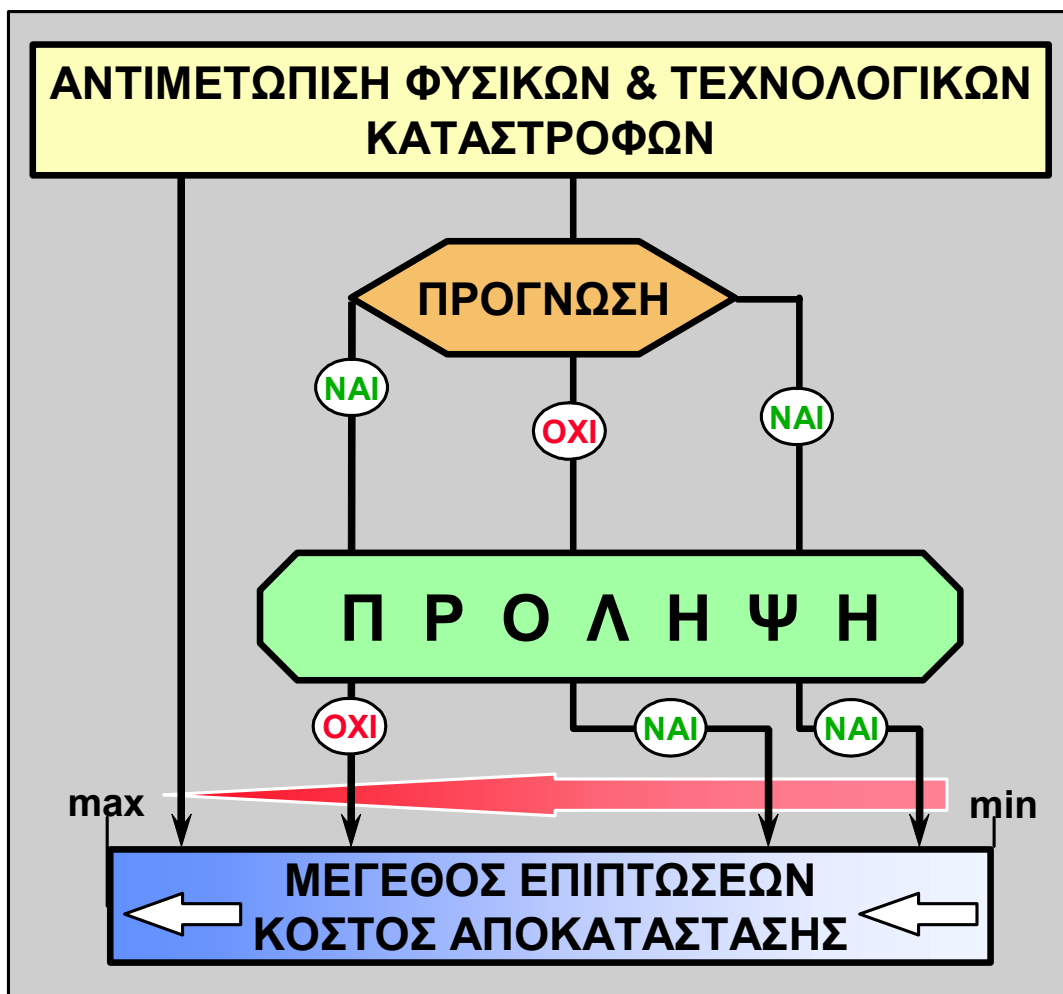 ΑΝΤΙΜΕΤΩΠΙΣΗ ΦΥΣΙΚΩΝ & ΤΕΧΝΟΛΟΓΙΚΩΝ
ΚΑΤΑΣΤΡΟΦΩΝ
ΠΡΟΓΝΩΣΗ
ΝΑΙ
ΟΧΙ
ΝΑΙ
Π Ρ Ο Λ Η Ψ Η
ΟΧΙ
ΝΑΙ
ΝΑΙ
max
min
ΜΕΓΕΘΟΣ ΕΠΙΠΤΩΣΕΩΝ
ΚΟΣΤΟΣ ΑΠΟΚΑΤΑΣΤΑΣΗΣ